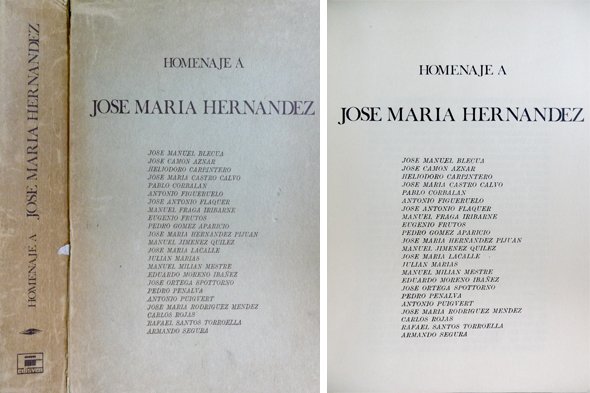 HOMENAJE A JOSE MARIA HERNANDEZ
HOMENAJE A
JOSE MARIA HERNANDEZ
JOSE MANUEL BLECUA
JOSE CAMON AZNAR
HELIODORO CARPINTERO
JOSE MARIA CASTRO CALVO
PABLO CORBALAN
ANTONIO FIGUERUELO
JOSE ANTONIO FLAQUER
MANUEL FRAGA IRIBARNE
EUGENIO FRUTOS
PEDRO GOMEZ APARICIO
JOSE MARIA HERNANDEZ PIJUAN
MANUEL JIMENEZ QUILEZ
JOSE MARIA LACALLE
JULIAN MARIAS
MANUEL MILIAN MESTRE
EDUARDO MORENO IBAÑEZ
JOSE ORTEGA SPOTTORNO
PEDRO PENALVA
ANTONIO PUIGVERT
JOSE MARIA RODRIGUEZ MENDEZ
CARLOS ROJAS
RAFAEL SANTOS TORROELLA
ARMANDO SEGURA
HOMENAJE A
JOSE MARIA HERNANDEZ
JOSE MANUEL BLECUA
JOSE CAMON AZNAR
HELIODORO CARPINTERO
JOSE MARIA CASTRO CALVO
PABLO CORBALAN
ANTONIO FIGUERUELO
JOSE ANTONIO FLAQUER
MANUEL FRAGA IRIBARNE
EUGENIO FRUTOS
PEDRO GOMEZ APARICIO
JOSE MARIA HERNANDEZ PIJUAN
MANUEL JIMENEZ QUILEZ
JOSE MARIA LACALLE
JULIAN MARIAS
MANUEL MILIAN MESTRE
EDUARDO MORENO IBAÑEZ
JOSE ORTEGA SPOTTORNO
PEDRO PENALVA
ANTONIO PUIGVERT
JOSE MARIA RODRIGUEZ MENDEZ
CARLOS ROJAS
RAFAEL SANTOS TORROELLA
ARMANDO SEGURA